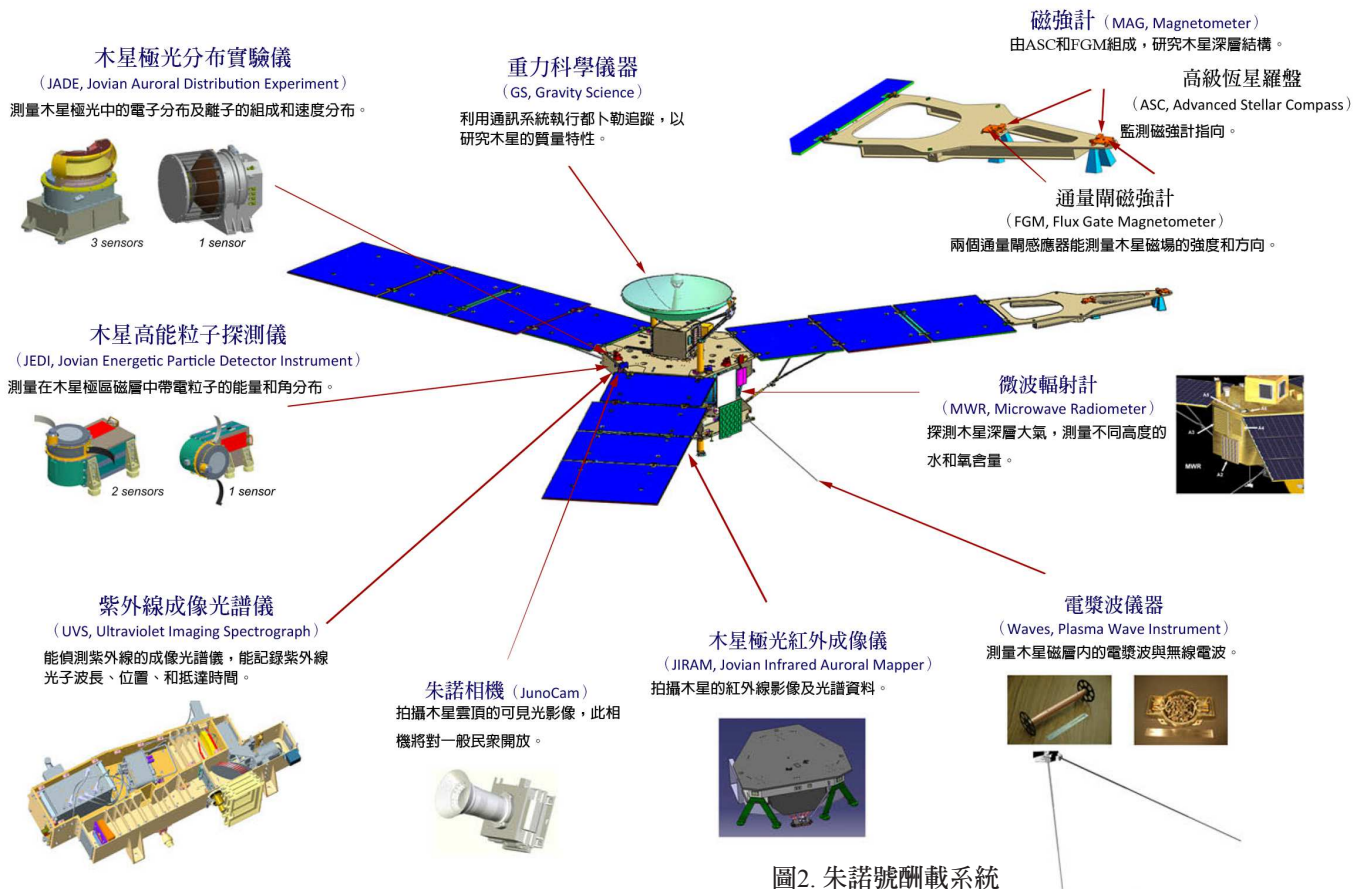 木星極光分布實驗儀
（JADE, Jovian Auroral Distribution Experiment）
測量木星極光中的電子分布及離子的組成和速度分布。
3 sensors
1 sensor
重力科學儀器
（GS, Gravity Science）
利用通訊系統執行都卜勒追蹤，以
研究木星的質量特性。
磁強計（MAG, Magnetometer）
由ASC和FGM組成，研究木星深層結構。
高級恆星羅盤
（ASC, Advanced Stellar Compass）
監測磁強計指向。
通量閘磁強計
（FGM, Flux Gate Magnetometer）
兩個通量閘感應器能測量木星磁場的強度和方向。
木星高能粒子探測儀
（JEDI, Jovian Energetic Particle Detector Instrument）
測量在木星極區磁層中帶電粒子的能量和角分布。
2 sensors
1 sensor
微波輻射計
（MWR, Microwave Radiometer）
探測木星深層大氣，測量不同高度的
水和氧含量。
MWR
A2
紫外線成像光譜儀
（UVS, Ultraviolet Imaging Spectrograph）
能偵測紫外線的成像光譜儀，能記錄紫外線
光子波長、位置、和抵達時間。
朱諾相機（JunoCam）
拍攝木星雲頂的可見光影像，此相
機將對一般民眾開放。
木星極光紅外成像儀
（JIRAM, Jovian Infrared Auroral Mapper）
拍攝木星的紅外線影像及光譜資料。
電漿波儀器
（Waves, Plasma Wave Instrument）
測量木星磁層內的電漿波與無線電波。
圖2. 朱諾號酬載系統